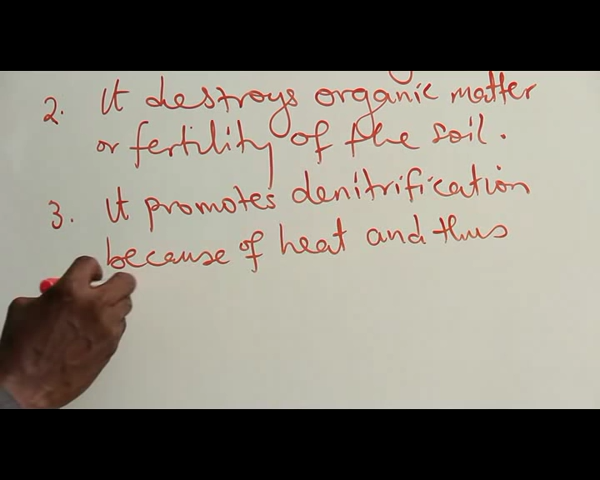 2. It destroys organic matter
or fertility of the soil.
3. It promotes denitrification
because of heat and thus